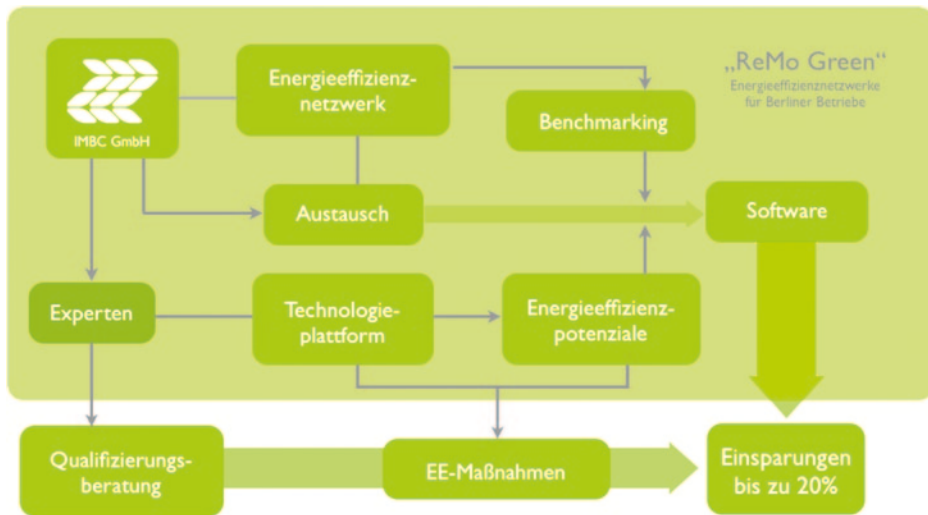 „ReMo Green“
Energieeffizienznetzwerke
für Berliner Betriebe
IMBC GmbH
Energieeffizienz-
netzwerk
Benchmarking
Austausch
Software
Experten
Technologie-
plattform
Energieeffizienz-
potenziale
Qualifizierungs-
beratung
EE-Maßnahmen
Einsparungen
bis zu 20%